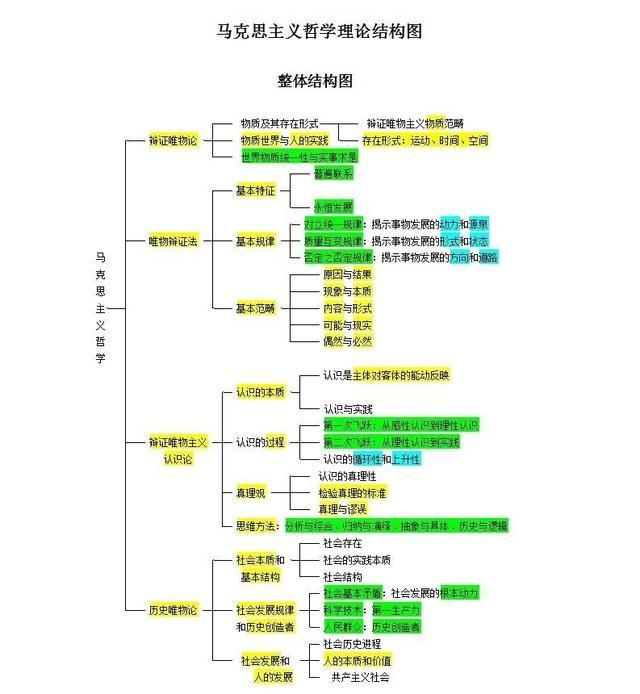 马克思主义哲学理论结构图
整体结构图
马克思主义哲学
辩证唯物论
物质及其存在形式
辩证唯物主义物质范畴
存在形式：运动、时间、空间
物质世界与人的实践
世界物质统一性与实事求是
唯物辩证法
基本特征
普遍联系
永恒发展
基本规律
对立统一规律：揭示事物发展的动力和源泉
质量互变规律：揭示事物发展的形式和状态
否定之否定规律：揭示事物发展的方向和道路
基本范畴
原因与结果
现象与本质
内容与形式
可能与现实
偶然与必然
辩证唯物主义
认识论
认识的本质
认识是主体对客体的能动反映
认识与实践
认识的过程
第一次飞跃：从感性认识到理性认识
第二次飞跃：从理性认识到实践
认识的循环性和上升性
真理观
认识的真理性
检验真理的标准
真理与谬误
思维方法：分析与综合、归纳与演绎、抽象与具体、历史与逻辑
历史唯物论
社会本质和
基本结构
社会存在
社会的实践本质
社会结构
社会发展规律
和历史创造者
社会基本矛盾：社会发展的根本动力
科学技术：第一生产力
人民群众：历史创造者
社会发展和
人的发展
社会历史进程
人的本质和价值
共产主义社会